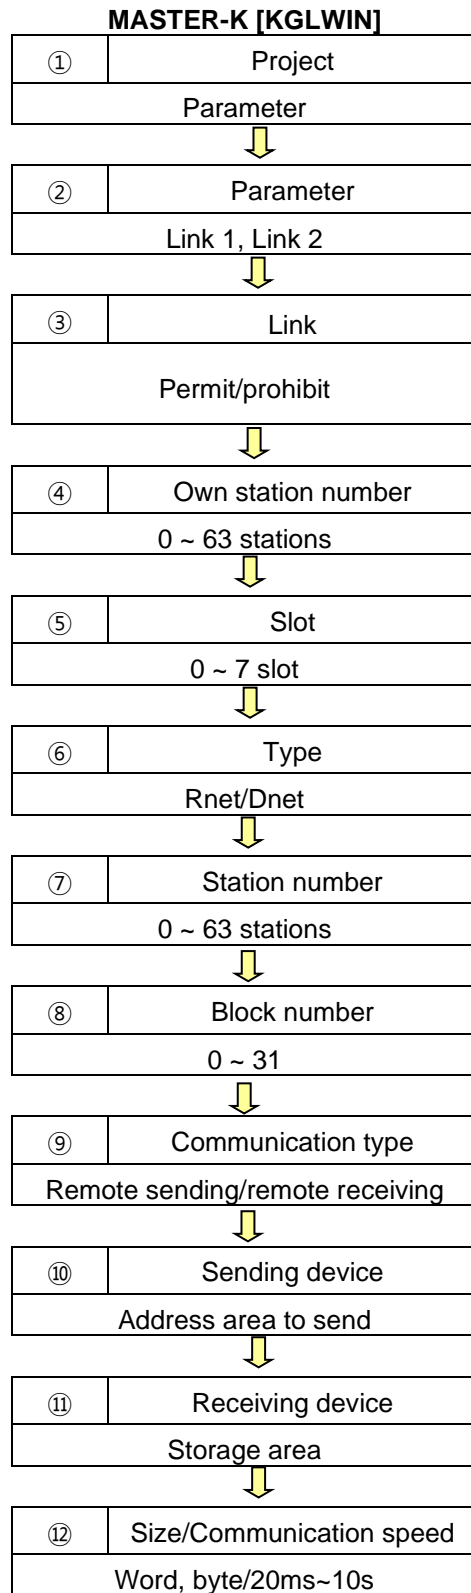 MASTER-K [KGLWIN]
① Project
Parameter
② Parameter
Link 1, Link 2
③ Link
Permit/prohibit
④ Own station number
0 ~ 63 stations
⑤ Slot
0 ~ 7 slot
⑥ Type
Rnet/Dnet
⑦ Station number
0 ~ 63 stations
⑧ Block number
0 ~ 31
⑨ Communication type
Remote sending/remote receiving
⑩ Sending device
Address area to send
⑪ Receiving device
Storage area
⑫ Size/Communication speed
Word, byte/20ms~10s